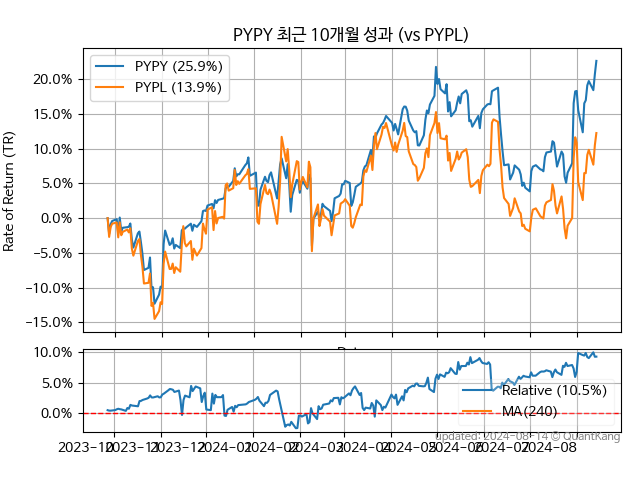 PYPY 최근 10개월 성과 (vs PYPL)
Rate of Return (TR)
20.0%
15.0%
10.0%
5.0%
0.0%
−5.0%
−10.0%
−15.0%
PYPY (25.9%)
PYPL (13.9%)
10.0%
5.0%
0.0%
Relative (10.5%)
MA(240)
updated: 2024-08-14 © QuantKang
2023-10 2023-11 2023-12 2024-01 2024-02 2024-03 2024-04 2024-05 2024-06 2024-07 2024-08